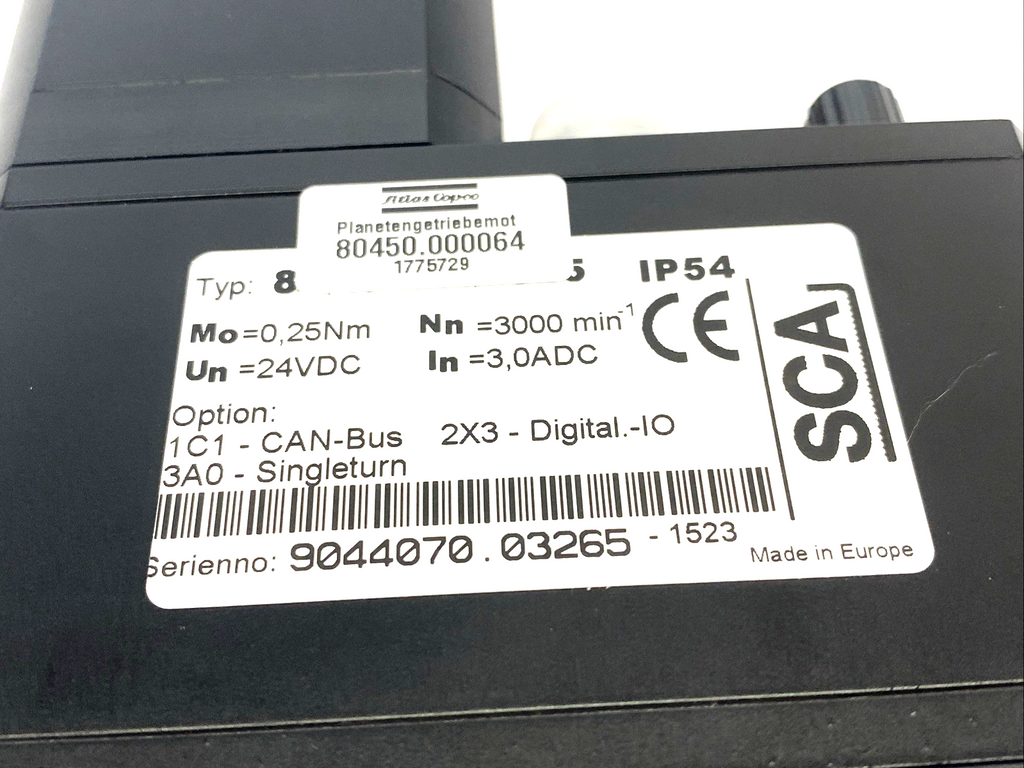 Atlas Copco
Planetengetriebemot
80450.000064
1775729
Typ: 8 5 IP54
Mo=0,25Nm Nn =3000 min-1 CE
Un =24VDC In =3,0ADC
SCA
Option:
1C1 - CAN-Bus 2X3 - Digital.-IO
3A0 - Singleturn
Serienno: 9044070.03265 - 1523
Made in Europe